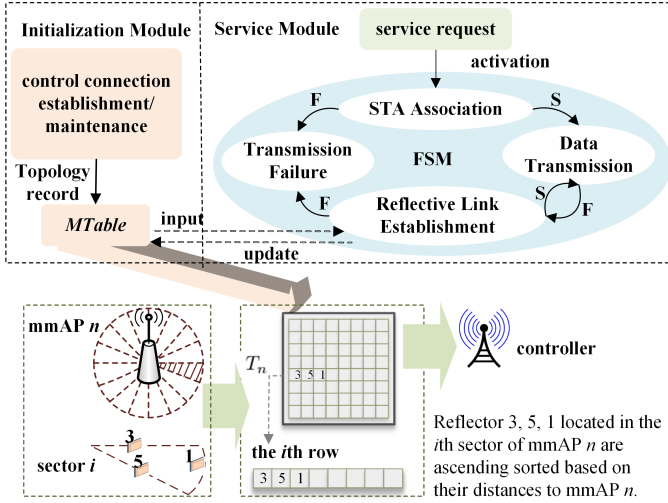 Initialization Module
Service Module
service request
control connection
establishment/
maintenance
activation
F
STA Association
S
Transmission
Failure
FSM
Data
Transmission
Topology
record
F
Reflective Link
Establishment
S
F
MTable
input
update
mmAP n
T_n
3 5 1
controller
3
5
1
sector i
the ith row
3 5 1
Reflector 3, 5, 1 located in the
ith sector of mmAP n are
ascending sorted based on
their distances to mmAP n.